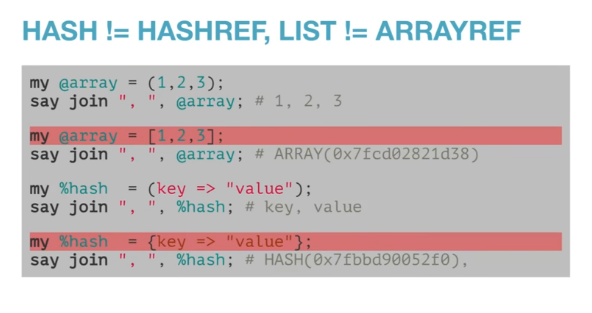 HASH != HASHREF, LIST != ARRAYREF
my @array = (1,2,3);
say join ", ", @array; # 1, 2, 3
my @array = [1,2,3];
say join ", ", @array; # ARRAY(0x7fcd02821d38)
my %hash  = (key => "value");
say join ", ", %hash; # key, value
my %hash  = {key => "value"};
say join ", ", %hash; # HASH(0x7fbbd90052f0),